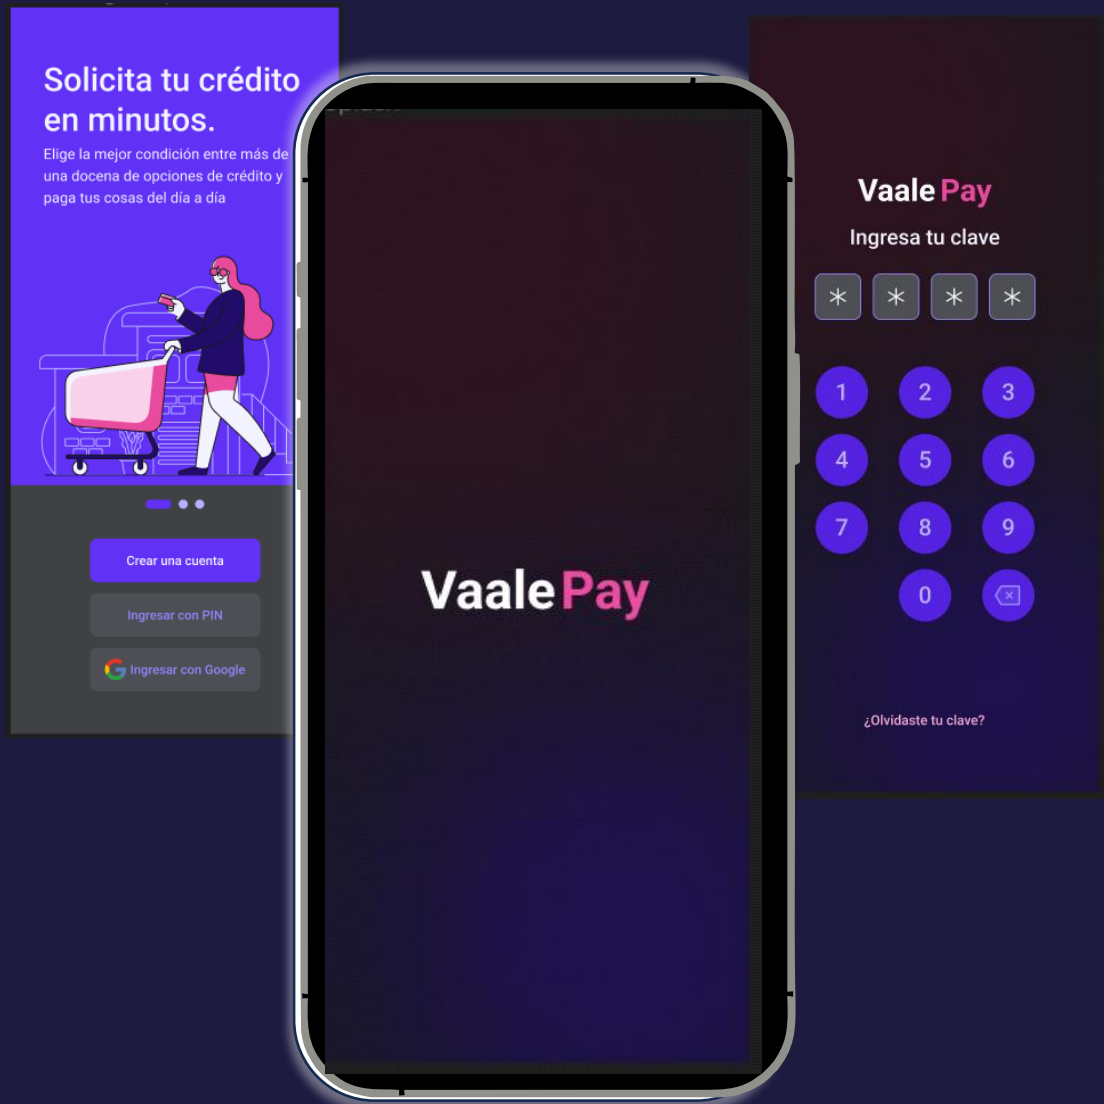 Solicita tu crédito
en minutos.
Elige la mejor condición entre más de
una docena de opciones de crédito y
paga tus cosas del día a día
Crear una cuenta
Ingresar con PIN
Ingresar con Google
Vaale Pay
Vaale Pay
Ingresa tu clave
* * * *
1 2 3
4 5 6
7 8 9
0
¿Olvidaste tu clave?